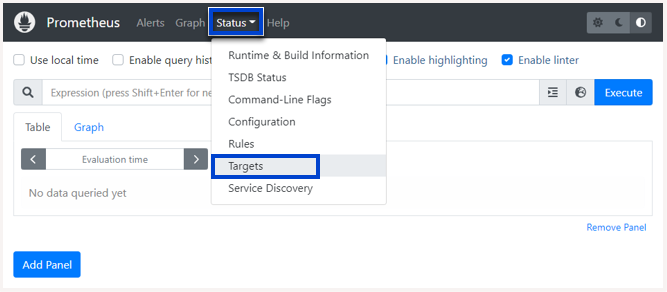 Prometheus Alerts Graph Status Help
Use local time Enable query hist Enable highlighting Enable linter
Runtime & Build Information
TSDB Status
Command-Line Flags
Configuration
Rules
Targets
Service Discovery
Expression (press Shift+Enter for ne Execute
Table Graph
Evaluation time
No data queried yet
Remove Panel
Add Panel